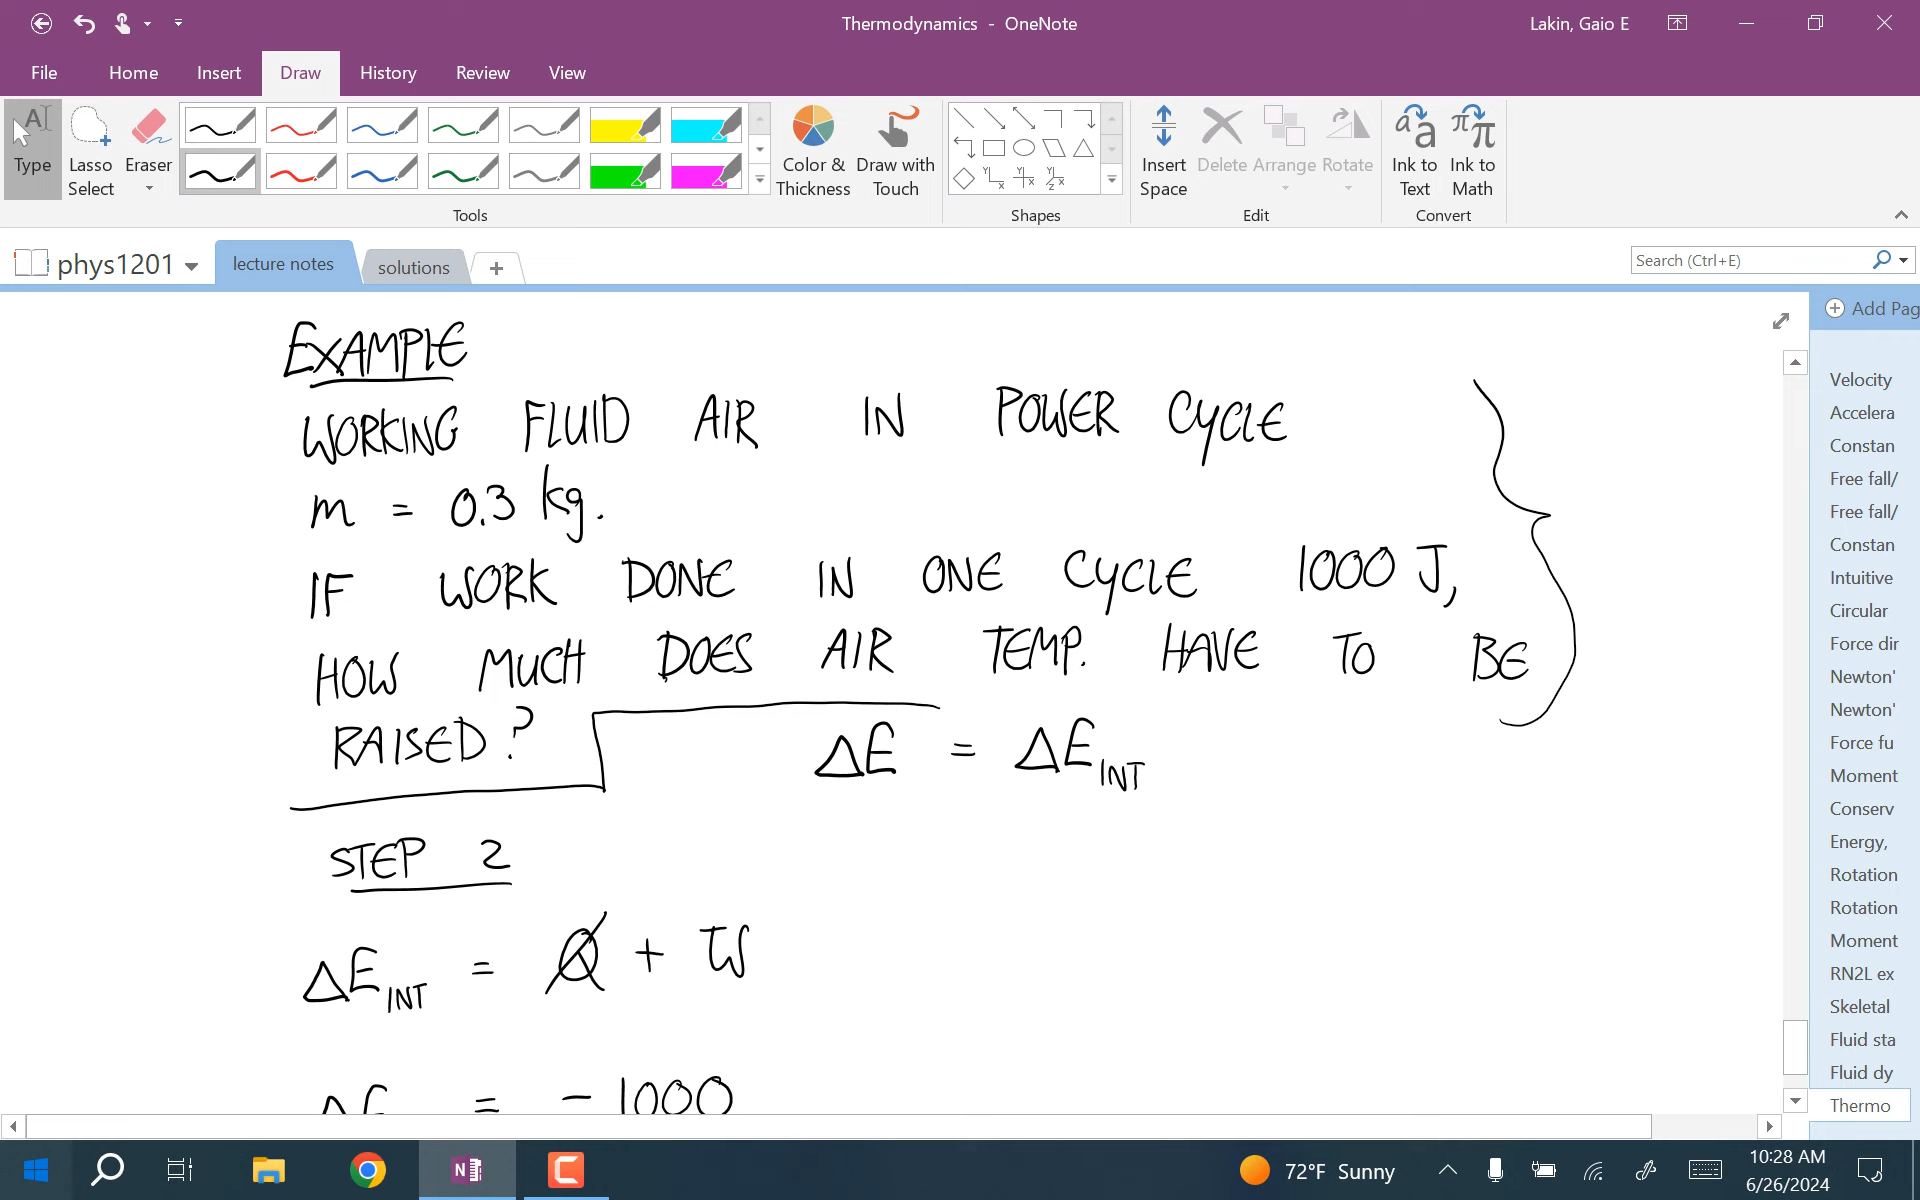 Thermodynamics - OneNote
Lakin, Gaio E
File Home Insert Draw History Review View
Type
Lasso Select
Eraser
Color & Thickness
Draw with Touch
Insert Space
Delete
Arrange
Rotate
Ink to Text
Ink to Math
Tools
Shapes
Edit
Convert
phys1201
lecture notes
solutions
Search (Ctrl+E)
Add Pag
EXAMPLE
WORKING FLUID AIR IN POWER CYCLE
m = 0.3 kg.
IF WORK DONE IN ONE CYCLE 1000 J,
HOW MUCH DOES AIR TEMP. HAVE TO BE
RAISED?
ΔE = ΔE_INT
STEP 2
ΔE_INT = Q + W
ΔE = - 1000
Velocity
Accelera
Constan
Free fall/
Free fall/
Constan
Intuitive
Circular
Force dir
Newton'
Newton'
Force fu
Moment
Conserv
Energy,
Rotation
Rotation
Moment
RN2L ex
Skeletal
Fluid sta
Fluid dy
Thermo
72°F Sunny
10:28 AM
6/26/2024